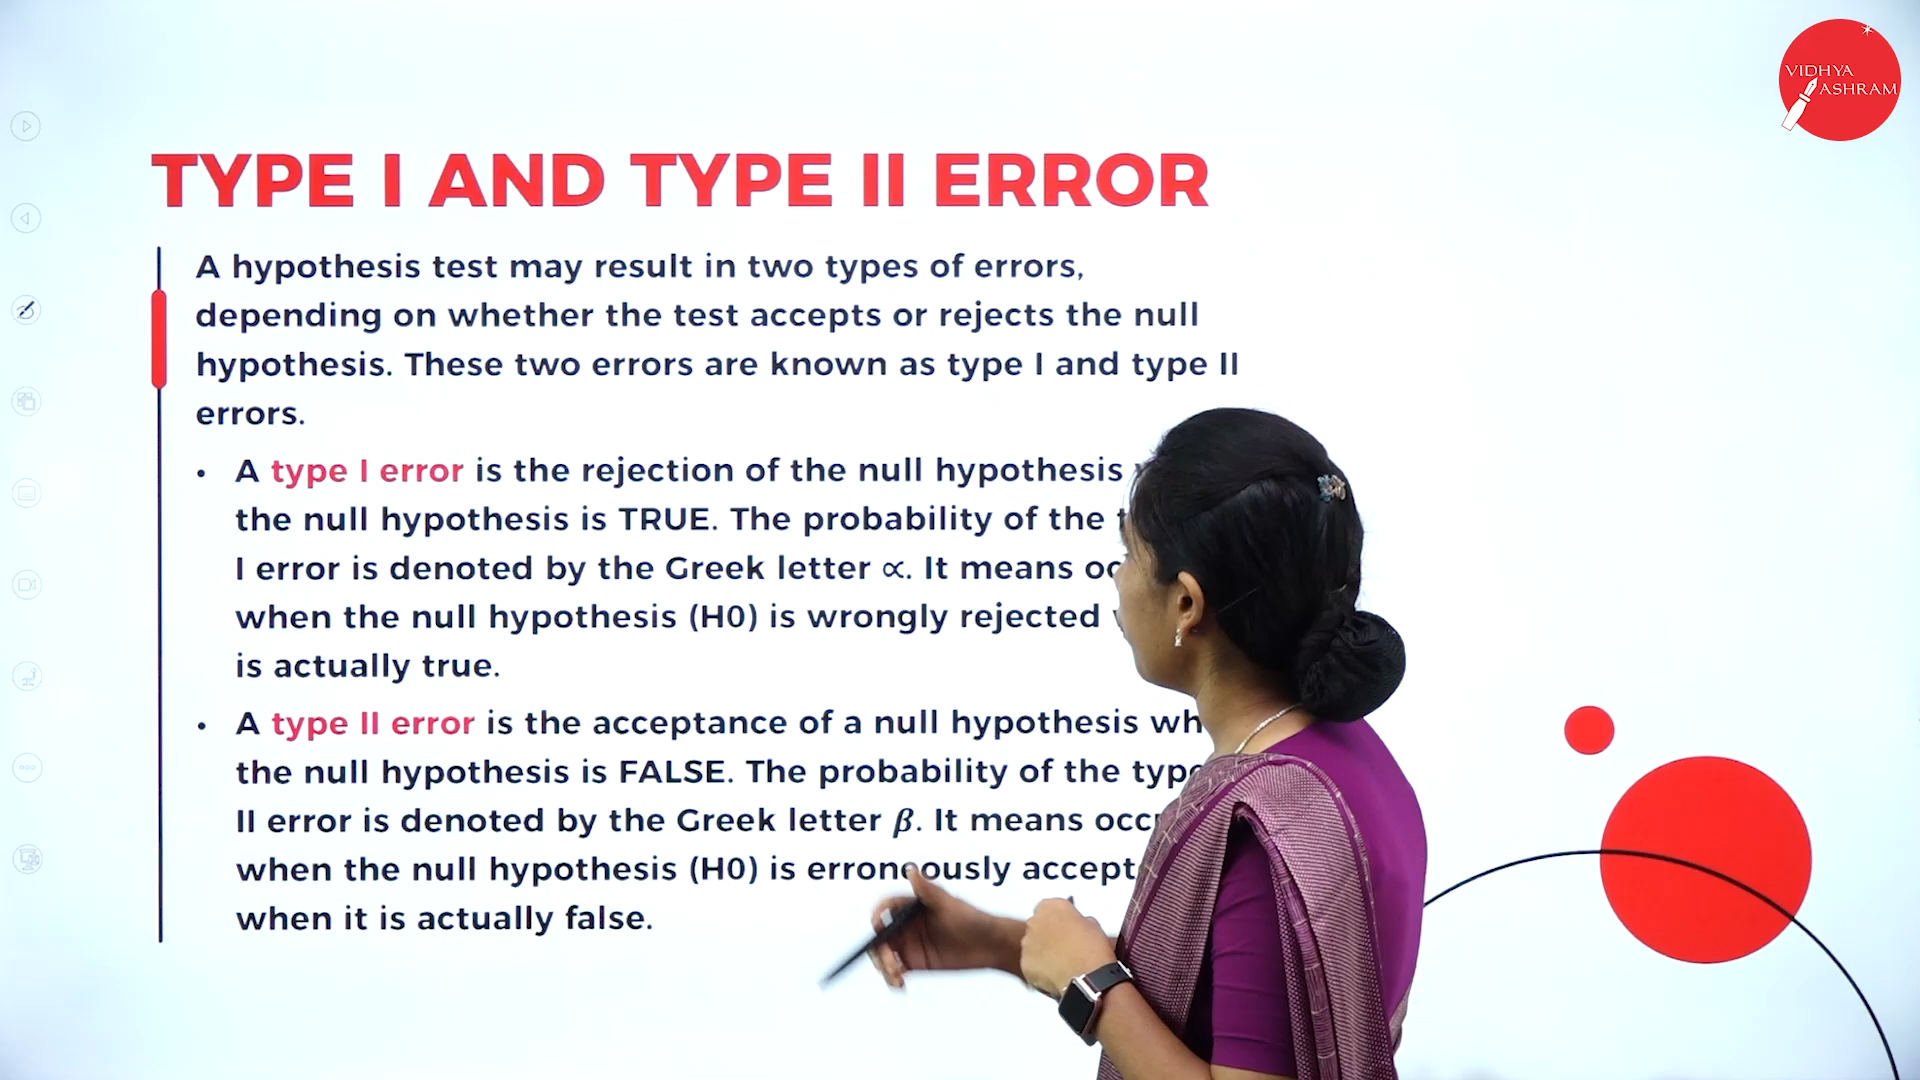 VIDHYA
ASHRAM
TYPE I AND TYPE II ERROR
A hypothesis test may result in two types of errors,
depending on whether the test accepts or rejects the null
hypothesis. These two errors are known as type I and type II
errors.
• A type I error is the rejection of the null hypothesis
the null hypothesis is TRUE. The probability of the
I error is denoted by the Greek letter ∝. It means
when the null hypothesis (H0) is wrongly rejected
is actually true.
• A type II error is the acceptance of a null hypothesis
the null hypothesis is FALSE. The probability of the type
II error is denoted by the Greek letter β. It means
when the null hypothesis (H0) is erroneously
when it is actually false.